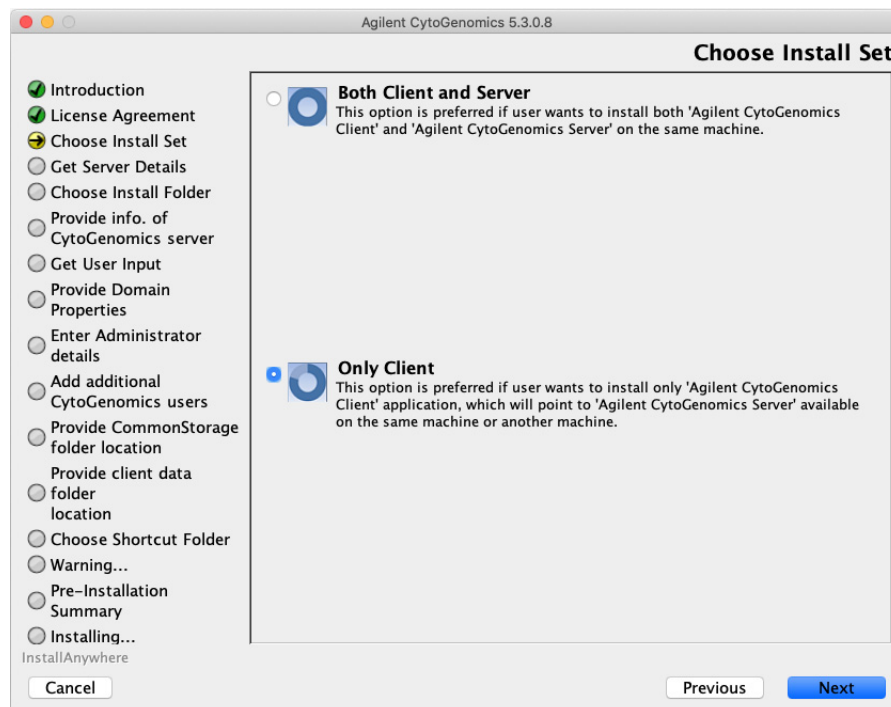 Agilent CytoGenomics 5.3.0.8
Choose Install Set
Introduction
License Agreement
Choose Install Set
Get Server Details
Choose Install Folder
Provide info. of
CytoGenomics server
Get User Input
Provide Domain
Properties
Enter Administrator
details
Add additional
CytoGenomics users
Provide CommonStorage
folder location
Provide client data
folder
location
Choose Shortcut Folder
Warning...
Pre-Installation
Summary
Installing...
Both Client and Server
This option is preferred if user wants to install both 'Agilent CytoGenomics
Client' and 'Agilent CytoGenomics Server' on the same machine.
Only Client
This option is preferred if user wants to install only 'Agilent CytoGenomics
Client' application, which will point to 'Agilent CytoGenomics Server' available
on the same machine or another machine.
InstallAnywhere
Cancel
Previous
Next